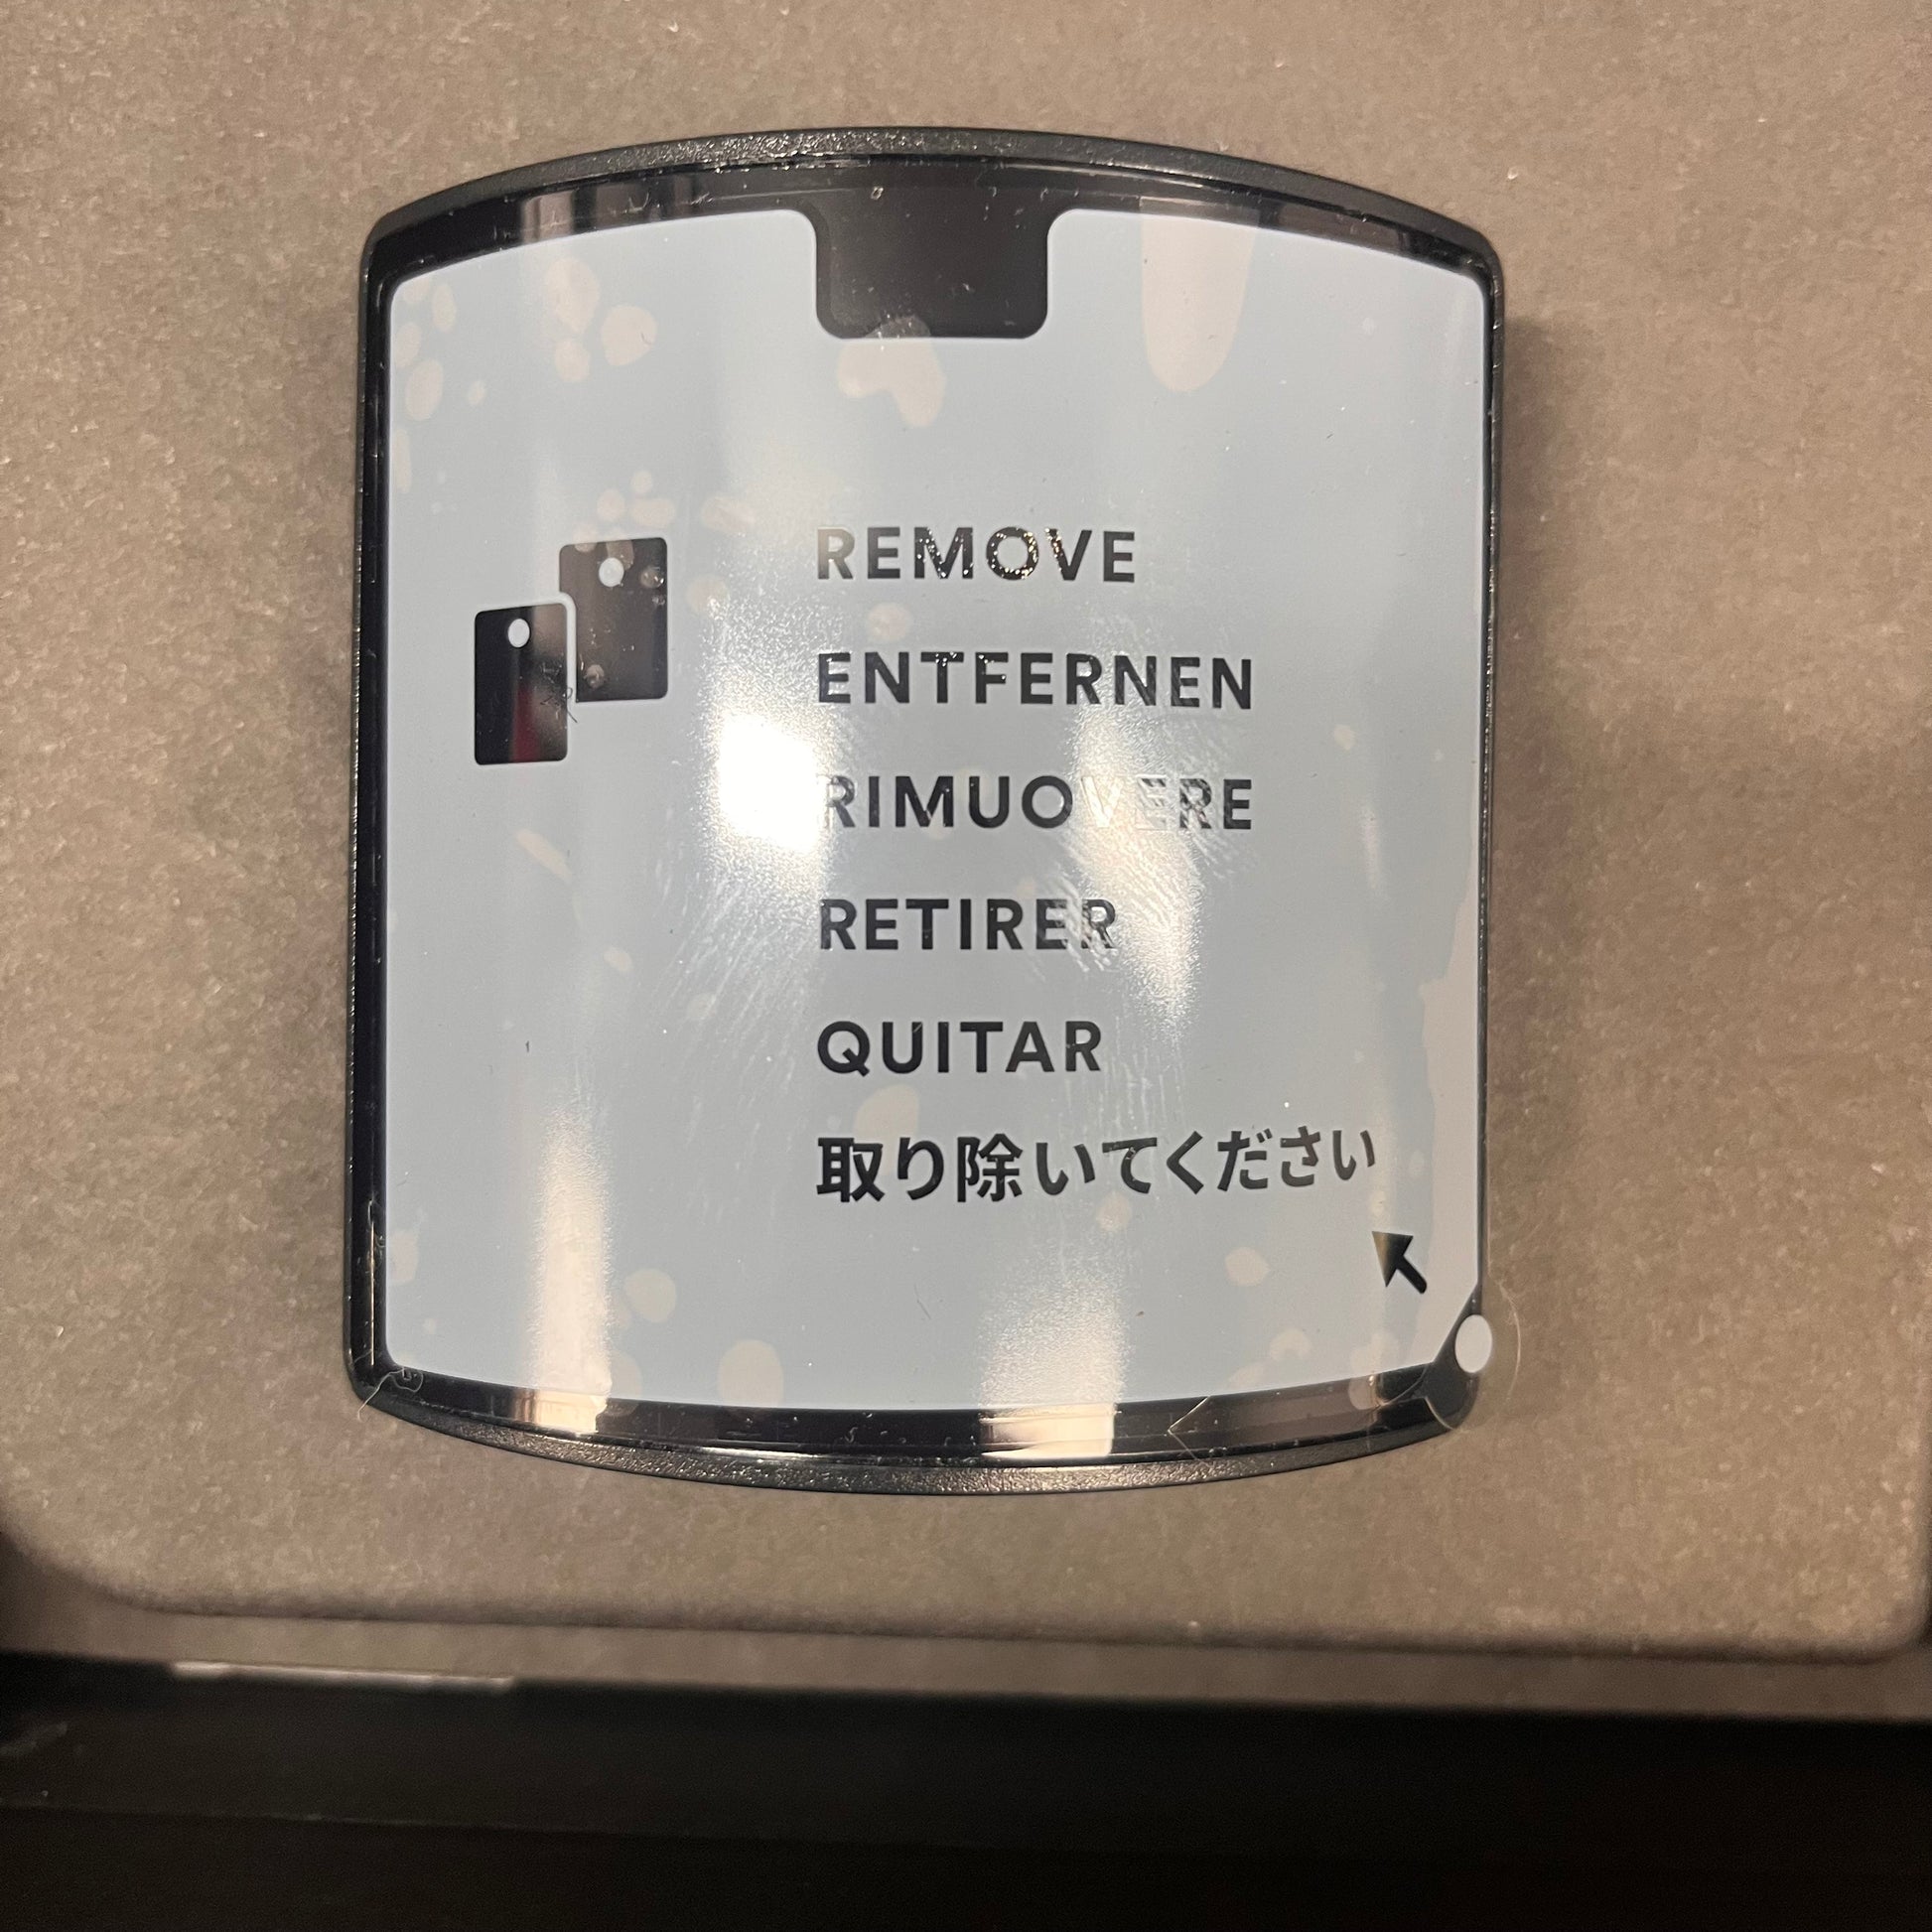 REMOVE
ENTFERNEN
RIMUOVERE
RETIRER
QUITAR
取り除いてください